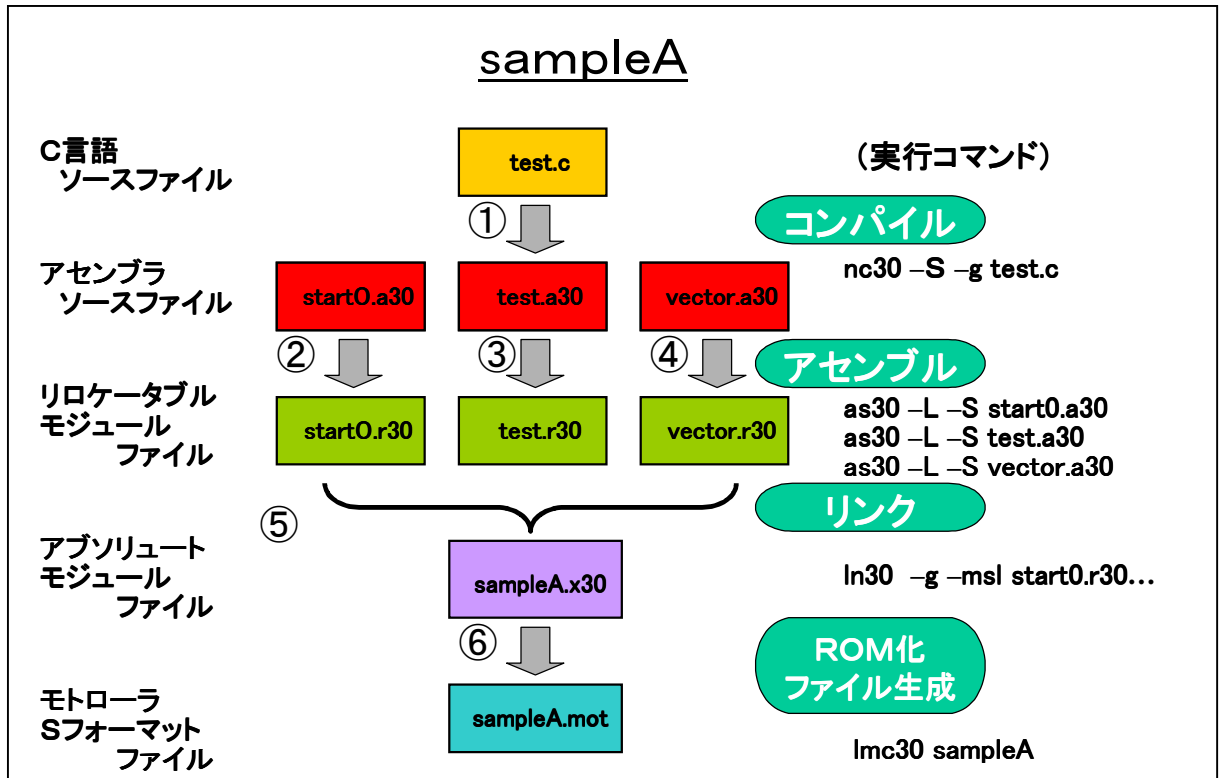 sampleA
C言語
ソースファイル
test.c
(実行コマンド)
①
コンパイル
nc30 –S –g test.c
アセンブラ
ソースファイル
startO.a30
test.a30
vector.a30
②
③
④
アセンブル
as30 –L –S start0.a30
as30 –L –S test.a30
as30 –L –S vector.a30
リロケータブル
モジュール
ファイル
startO.r30
test.r30
vector.r30
⑤
リンク
ln30 –g –msl start0.r30…
アブソリュート
モジュール
ファイル
sampleA.x30
⑥
ROM化
ファイル生成
lmc30 sampleA
モトローラ
Sフォーマット
ファイル
sampleA.mot